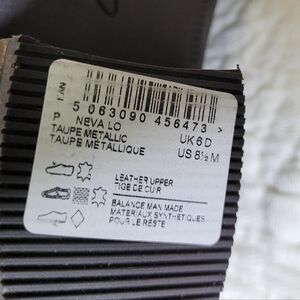 EAN
5 063090 456473 >
P NEVA LO UK 6 D
TAUPE METALLIC US 8½ M
TAUPE MÉTALLIQUE
LEATHER UPPER
TIGE DE CUIR
BALANCE MAN MADE
MATERIAUX SYNTHETIQUES
POUR LE RESTE